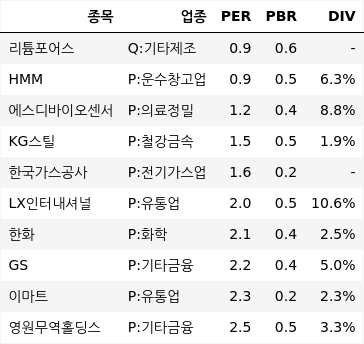 종목 업종 PER PBR DIV
리튬포어스 Q:기타제조 0.9 0.6 -
HMM P:운수창고업 0.9 0.4 6.3%
에스디바이오센서 P:의료정밀 1.2 0.4 8.8%
KG스틸 P:철강금속 1.5 0.5 1.9%
한국가스공사 P:전기가스업 1.6 0.2 -
LX인터내셔널 P:유통업 2.0 0.5 10.6%
한화 P:화학 2.1 0.4 2.5%
GS P:기타금융 2.2 0.4 5.0%
이마트 P:유통업 2.3 0.2 2.3%
영원무역홀딩스 P:기타금융 2.5 0.5 3.3%